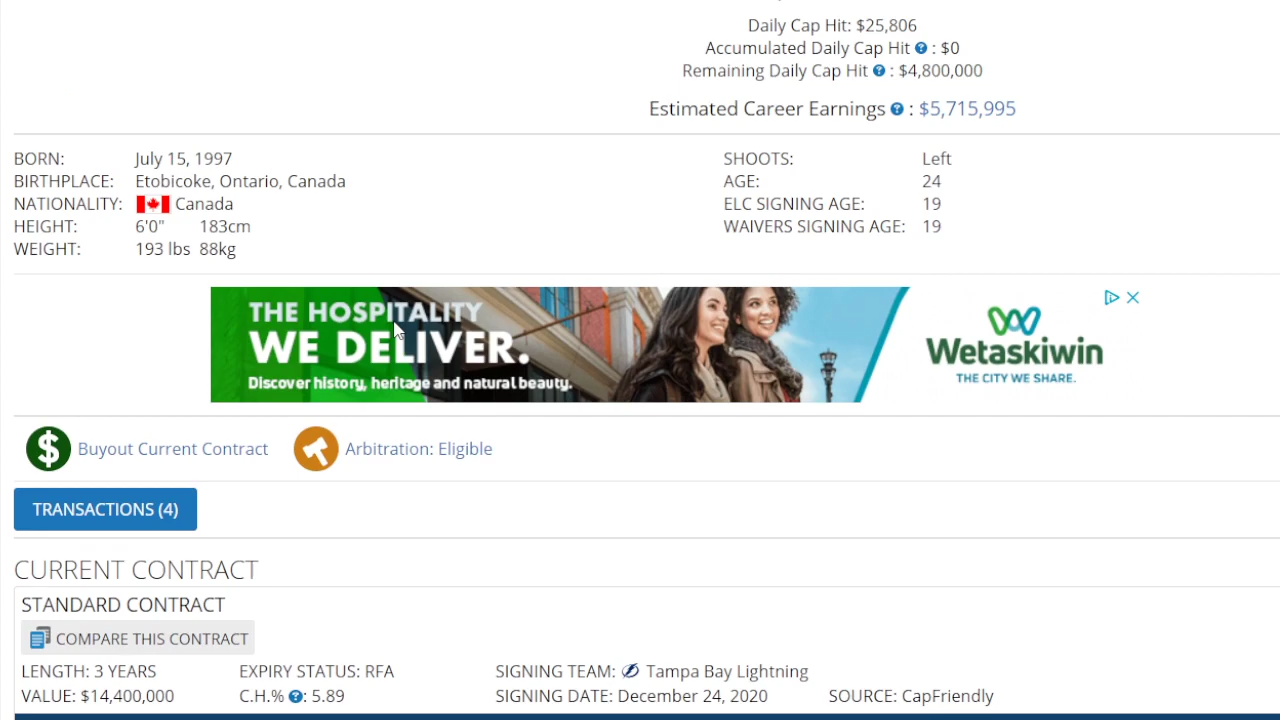 Daily Cap Hit: $25,806
Accumulated Daily Cap Hit ? : $0
Remaining Daily Cap Hit ? : $4,800,000
Estimated Career Earnings ? : $5,715,995
BORN: July 15, 1997
BIRTHPLACE: Etobicoke, Ontario, Canada
NATIONALITY: Canada
HEIGHT: 6'0" 183cm
WEIGHT: 193 lbs 88kg
SHOOTS: Left
AGE: 24
ELC SIGNING AGE: 19
WAIVERS SIGNING AGE: 19
THE HOSPITALITY
WE DELIVER.
Discover history, heritage and natural beauty.
Wetaskiwin
THE CITY WE SHARE.
$ Buyout Current Contract Arbitration: Eligible
TRANSACTIONS (4)
CURRENT CONTRACT
STANDARD CONTRACT
COMPARE THIS CONTRACT
LENGTH: 3 YEARS EXPIRY STATUS: RFA SIGNING TEAM: Tampa Bay Lightning
VALUE: $14,400,000 C.H.% ? : 5.89 SIGNING DATE: December 24, 2020 SOURCE: CapFriendly